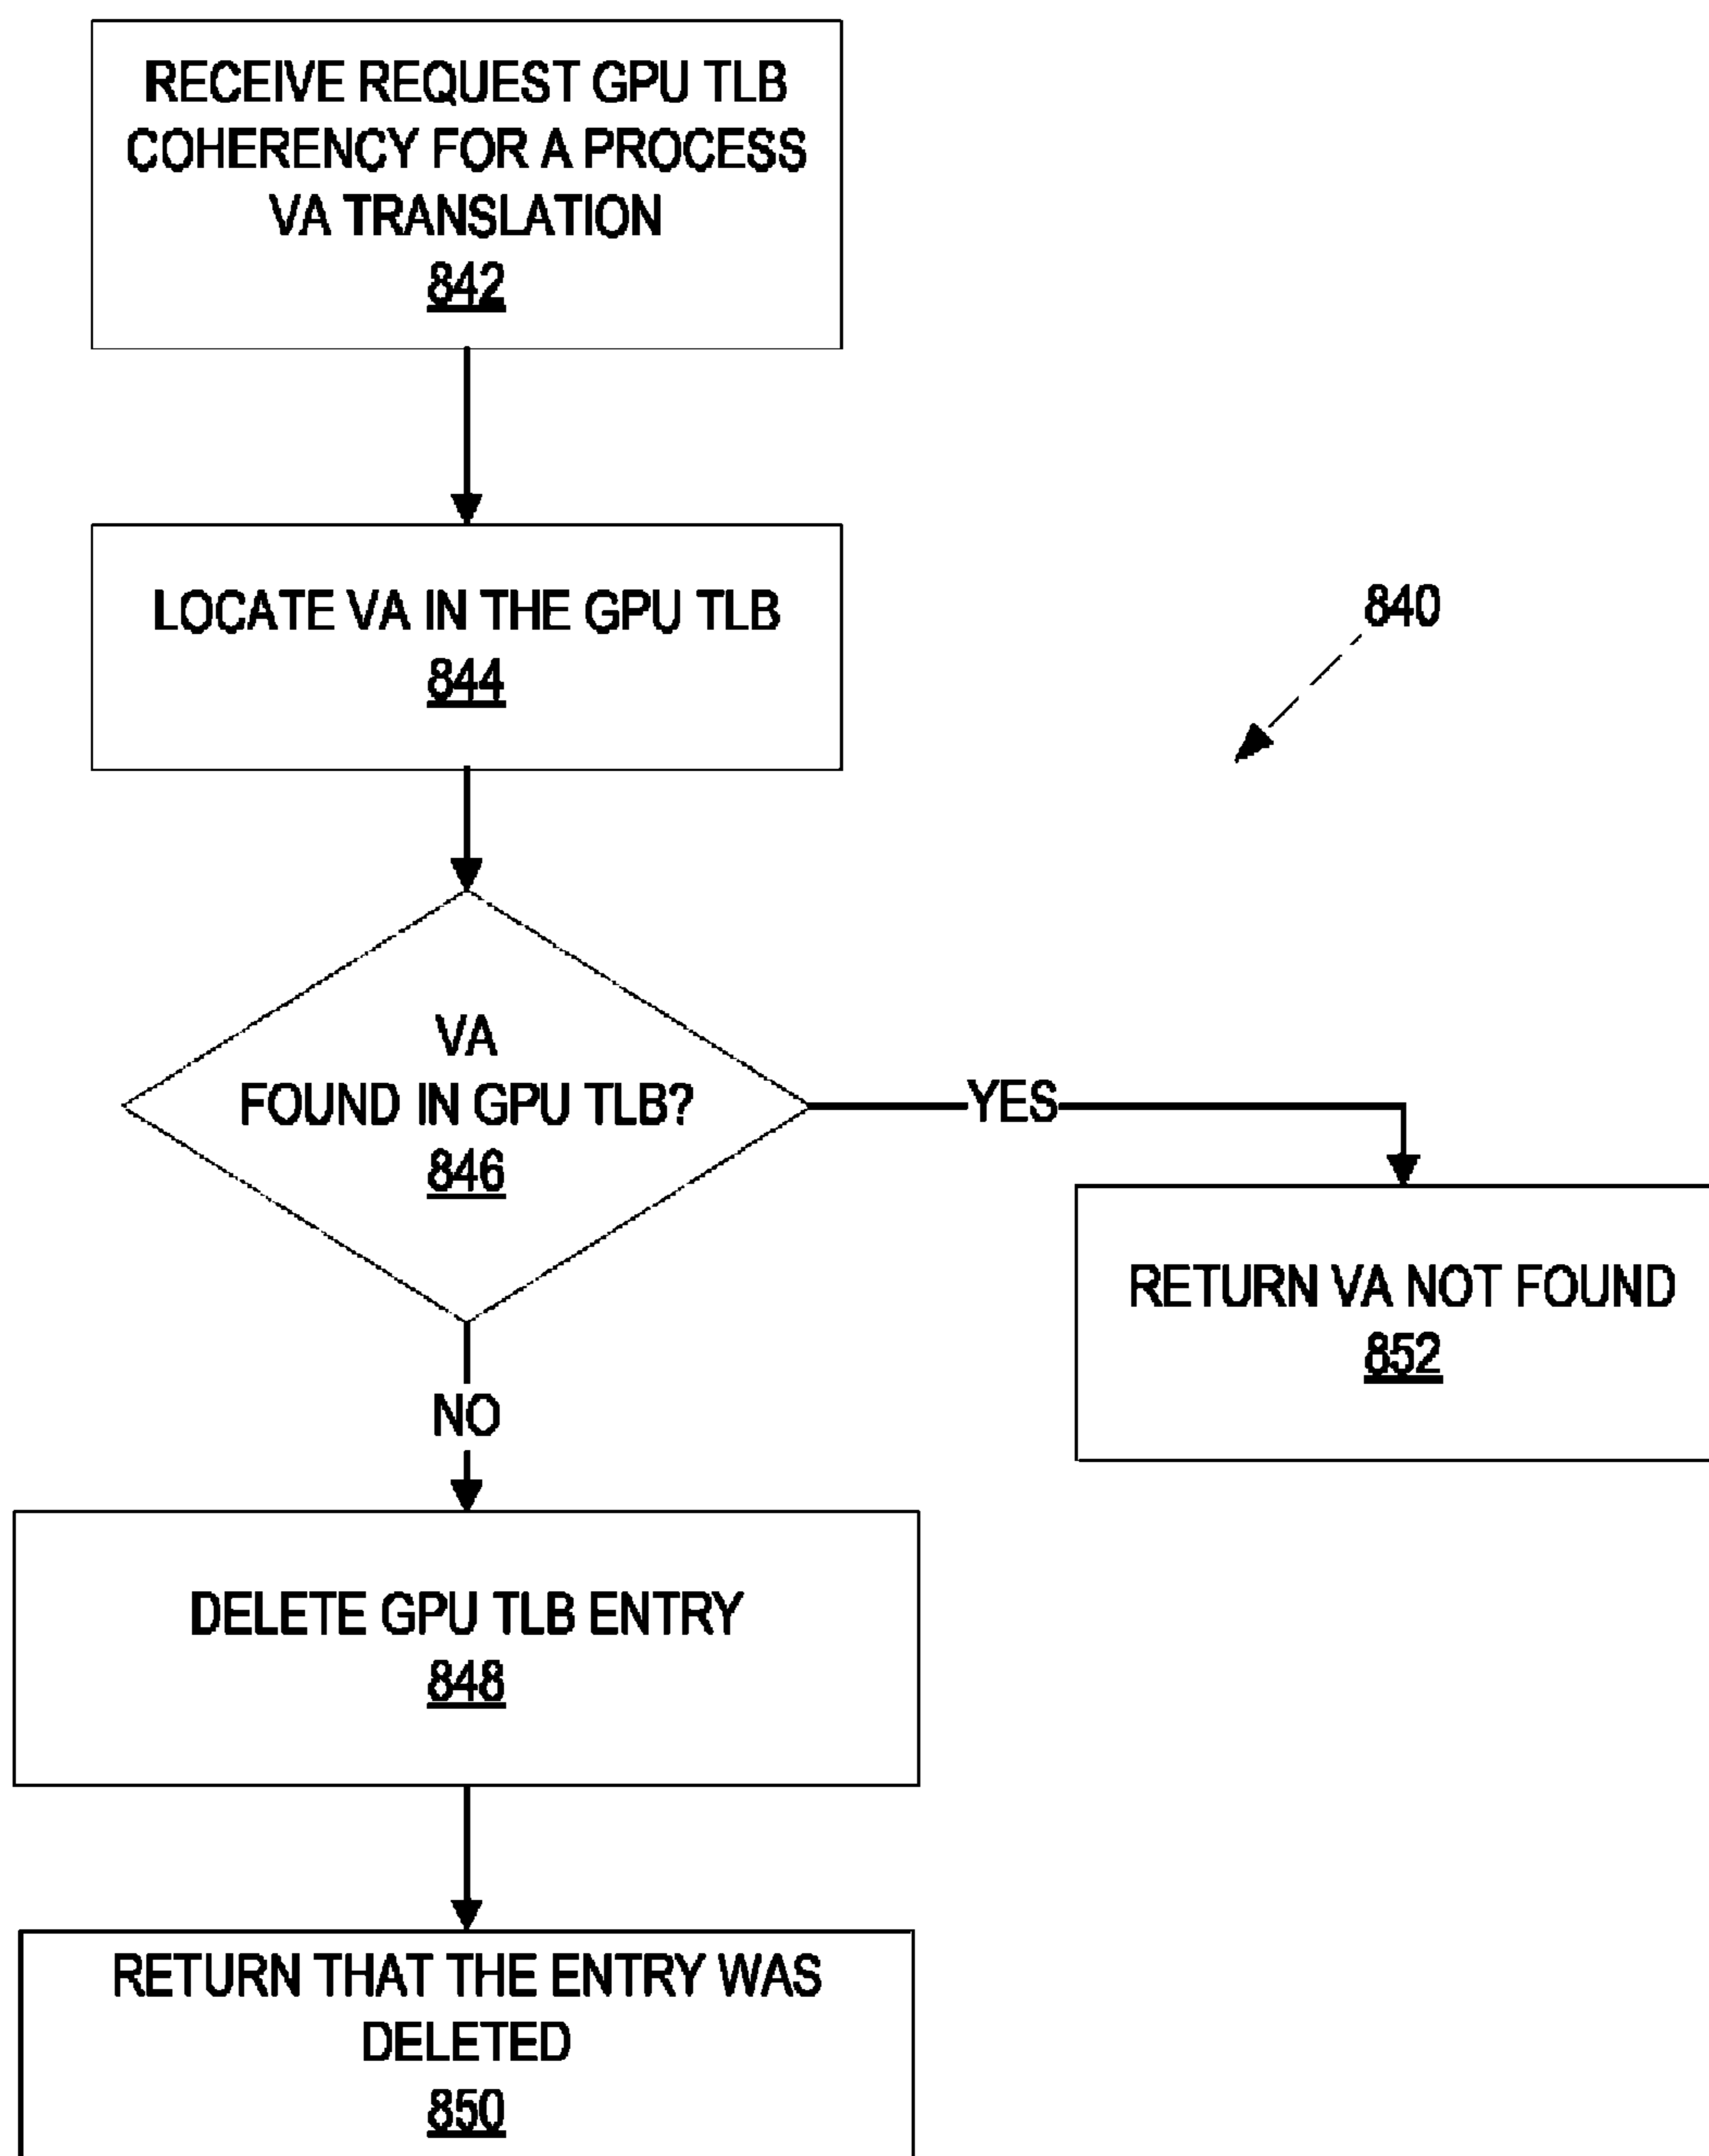 RECEIVE REQUEST GPU TLB
COHERENCY FOR A PROCESS
VA TRANSLATION
842
LOCATE VA IN THE GPU TLB
844
840
VA
FOUND IN GPU TLB?
846
YES
RETURN VA NOT FOUND
852
NO
DELETE GPU TLB ENTRY
848
RETURN THAT THE ENTRY WAS
DELETED
850